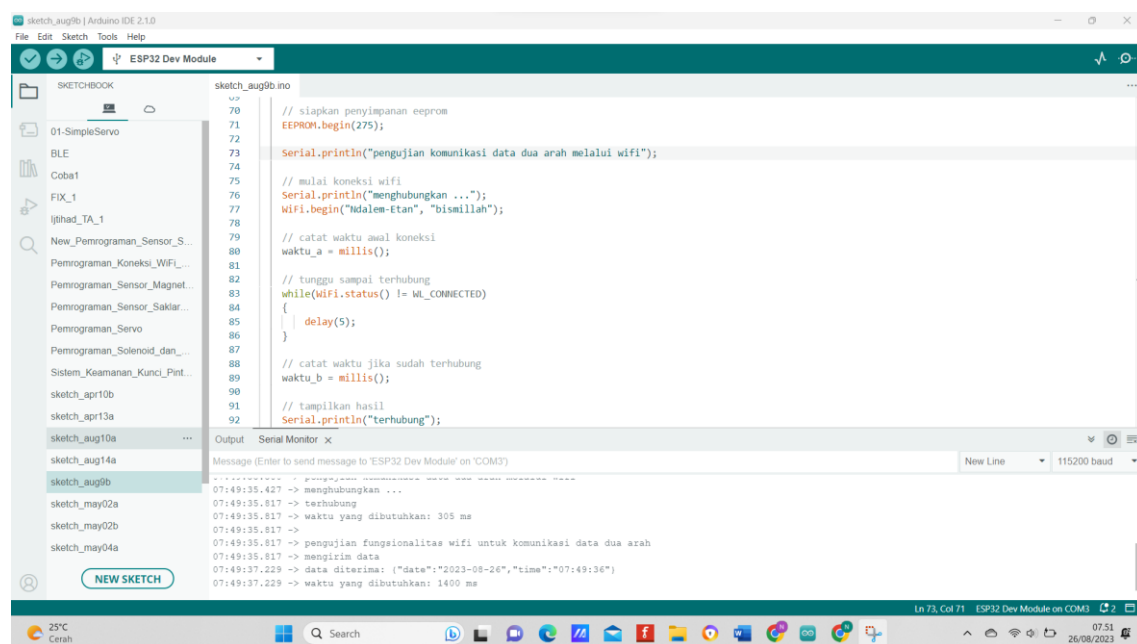 sketch_aug9b | Arduino IDE 2.1.0
File Edit Sketch Tools Help
ESP32 Dev Module
SKETCHBOOK
01-SimpleServo
BLE
Coba1
FIX_1
Ijtihad_TA_1
New_Pemrograman_Sensor_S...
Pemrograman_Koneksi_WiFi_...
Pemrograman_Sensor_Magnet...
Pemrograman_Sensor_Saklar...
Pemrograman_Servo
Pemrograman_Solenoid_dan_...
Sistem_Keamanan_Kunci_Pint...
sketch_apr10b
sketch_apr13a
sketch_aug10a ...
sketch_aug14a
sketch_aug9b
sketch_may02a
sketch_may02b
sketch_may04a
NEW SKETCH
sketch_aug9b.ino
69
70 // siapkan penyimpanan eeprom
71 EEPROM.begin(275);
72
73 Serial.println("pengujian komunikasi data dua arah melalui wifi");
74
75 // mulai koneksi wifi
76 Serial.println("menghubungkan ...");
77 WiFi.begin("Ndalem-Etan", "bismillah");
78
79 // catat waktu awal koneksi
80 waktu_a = millis();
81
82 // tunggu sampai terhubung
83 while(WiFi.status() != WL_CONNECTED)
84 {
85 delay(5);
86 }
87
88 // catat waktu jika sudah terhubung
89 waktu_b = millis();
90
91 // tampilkan hasil
92 Serial.println("terhubung");
Output Serial Monitor x
Message (Enter to send message to 'ESP32 Dev Module' on 'COM3')
New Line 115200 baud
07:49:35.427 -> menghubungkan ...
07:49:35.817 -> terhubung
07:49:35.817 -> waktu yang dibutuhkan: 305 ms
07:49:35.817 ->
07:49:35.817 -> pengujian fungsionalitas wifi untuk komunikasi data dua arah
07:49:35.817 -> mengirim data
07:49:37.229 -> data diterima: {"date":"2023-08-26","time":"07:49:36"}
07:49:37.229 -> waktu yang dibutuhkan: 1400 ms
Ln 73, Col 71 ESP32 Dev Module on COM3 2
25°C
Cerah
Search
07.51
26/08/2023